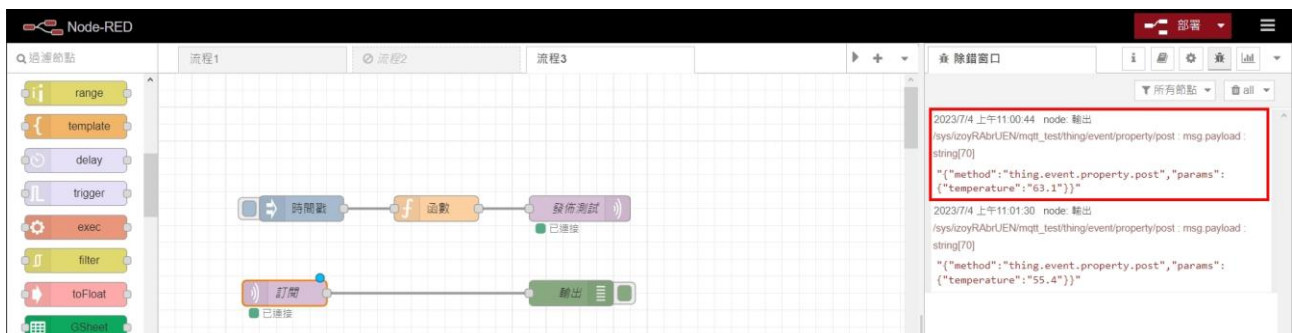 Node-RED
部署
過濾節點
流程1
流程2
流程3
除錯窗口
所有節點
all
range
template
delay
trigger
exec
filter
toFloat
GSheet
時間戳
函數
發佈測試
已連接
訂閱
已連接
輸出
2023/7/4 上午11:00:44 node: 輸出
/sys/izoyRAbrUEN/mqtt_test/thing/event/property/post : msg.payload :
string[70]
"{"method":"thing.event.property.post","params":
{"temperature":"63.1"}}"
2023/7/4 上午11:01:30 node: 輸出
/sys/izoyRAbrUEN/mqtt_test/thing/event/property/post : msg.payload :
string[70]
"{"method":"thing.event.property.post","params":
{"temperature":"55.4"}}"